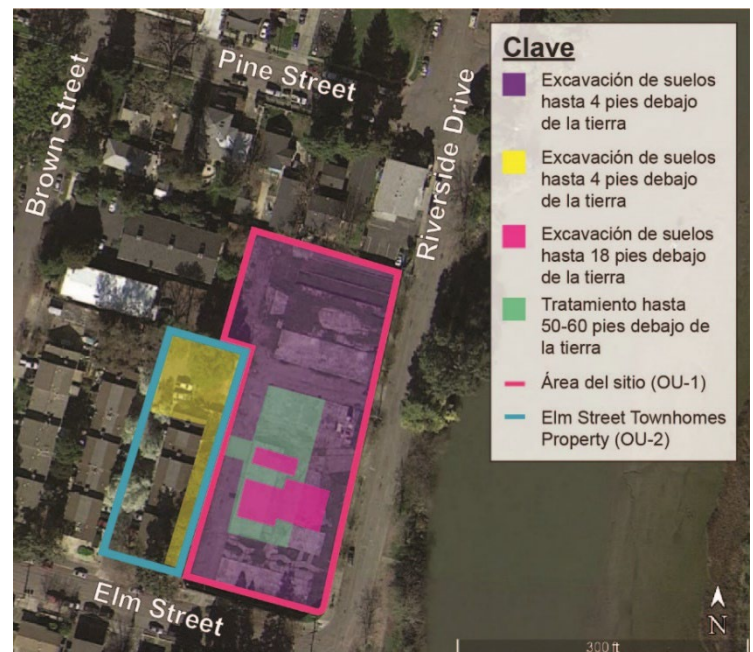 Pine Street
Brown Street
Riverside Drive
Elm Street
Clave
Excavación de suelos
hasta 4 pies debajo
de la tierra
Excavación de suelos
hasta 4 pies debajo
de la tierra
Excavación de suelos
hasta 18 pies debajo
de la tierra
Tratamiento hasta
50-60 pies debajo de
la tierra
Área del sitio (OU-1)
Elm Street Townhomes
Property (OU-2)
N
300 ft